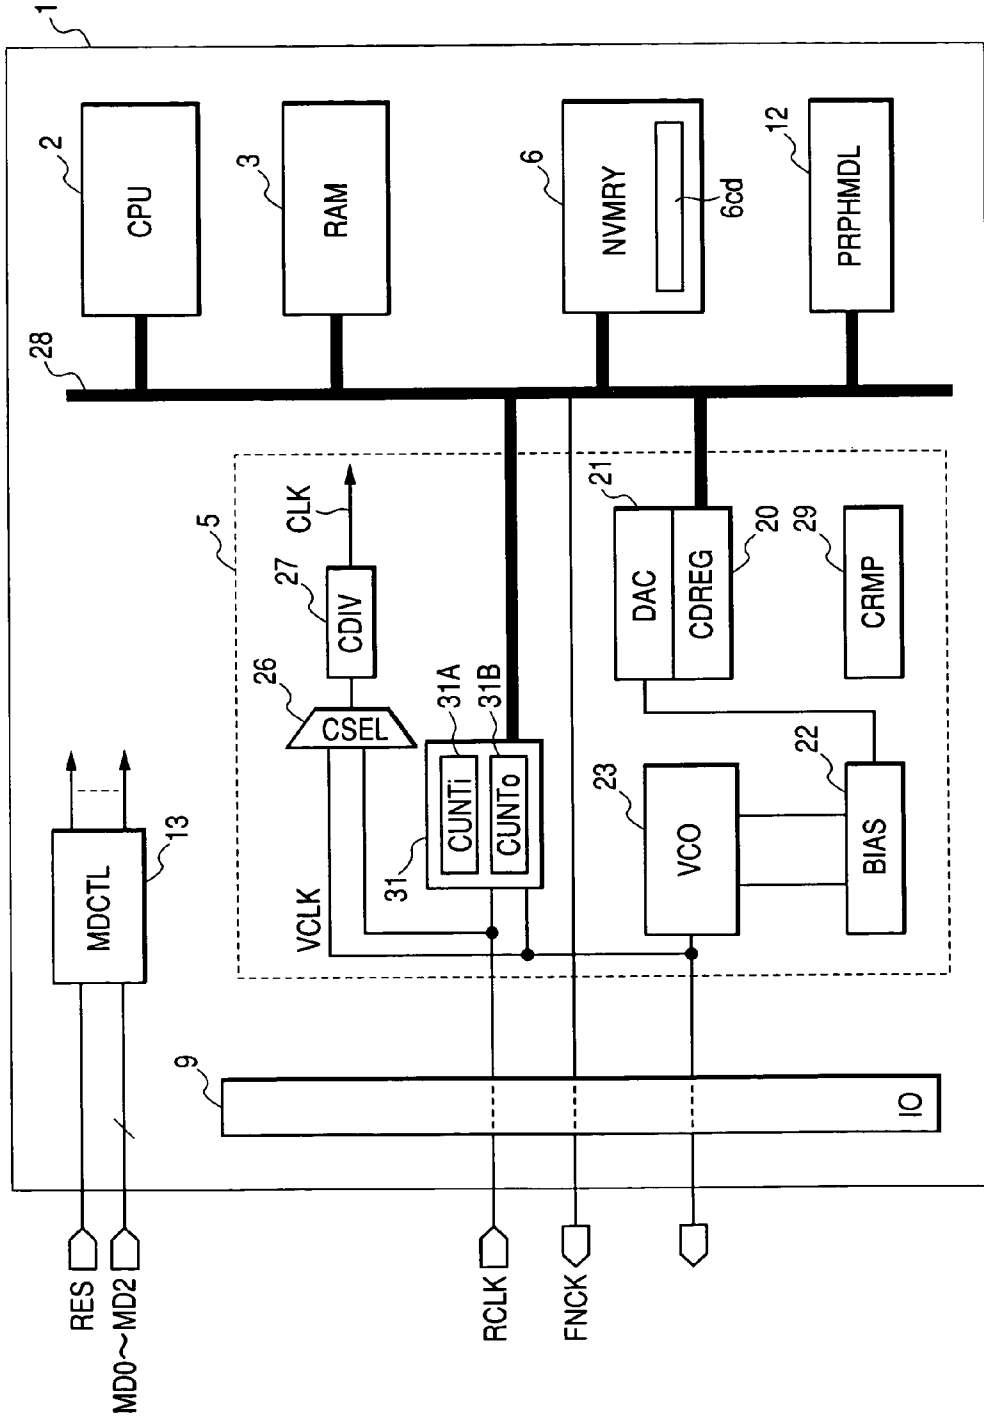 1
2
CPU
3
RAM
6
NVMRY
6cd
12
PRPHMDL
28
5
CLK
27
CDIV
26
CSEL
VCLK
31A
31B
CUNTi
CUNTo
31
21
DAC
CDREG
20
29
CRMP
23
VCO
22
BIAS
MDCTL
13
9
IO
RES
MD0~MD2
RCLK
FNCK